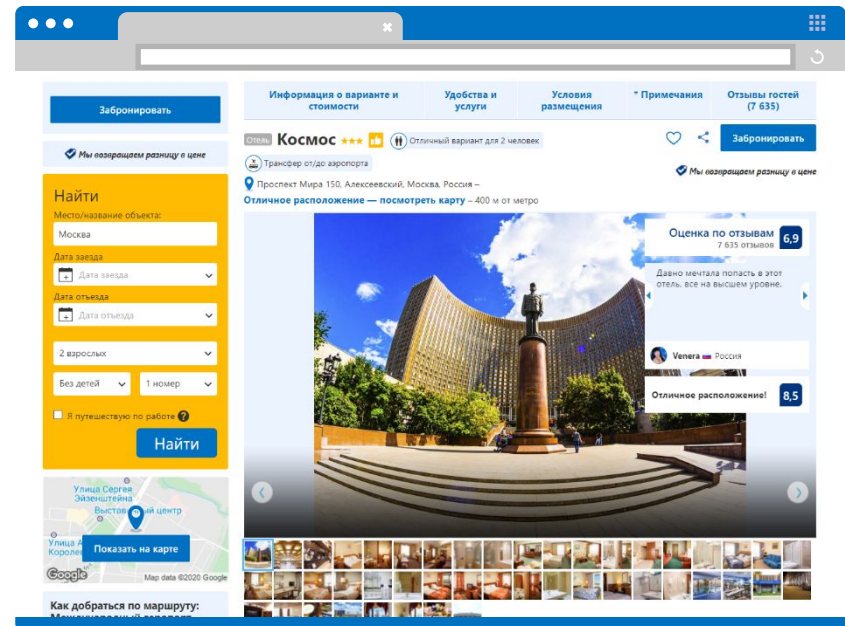 Забронировать
Мы возвращаем разницу в цене
Найти
Место/название объекта:
Москва
Дата заезда
Дата заезда
Дата отъезда
Дата отъезда
2 взрослых
Без детей
1 номер
Я путешествую по работе ?
Найти
Улица Сергея
Эйзенштейна
Показать на карте
Google
Map data ©2020 Google
Как добраться по маршруту:
Информация о варианте и
стоимости
Удобства и
услуги
Условия
размещения
* Примечания
Отзывы гостей
(7 635)
Отель Космос
Отличный вариант для 2 человек
Забронировать
Трансфер от/до аэропорта
Мы возвращаем разницу в цене
Проспект Мира 150, Алексеевский, Москва, Россия –
Отличное расположение — посмотреть карту – 400 м от метро
Оценка по отзывам
7 635 отзывов
6,9
Давно мечтала попасть в этот
отель, все на высшем уровне.
Venera Россия
Отличное расположение!
8,5